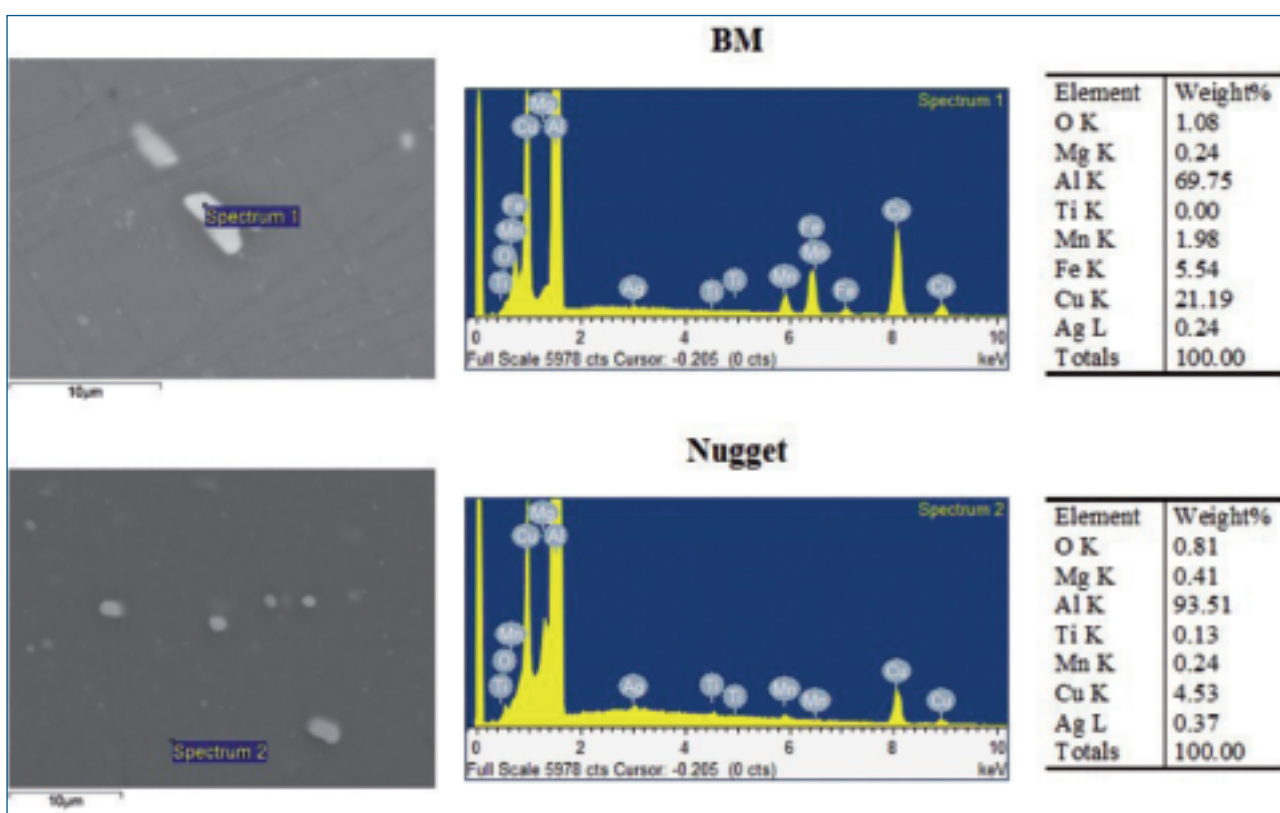 BM
Spectrum 1
10µm
Spectrum 1
Mg
Cu Al
Fe
Mn
O
Ti
Ag
Ti
Ti
Mn
Fe
Mn
Fe
Cu
Cu
0 2 4 6 8 10
Full Scale 5978 cts Cursor: -0.205 (0 cts) keV
Element Weight%
O K 1.08
Mg K 0.24
Al K 69.75
Ti K 0.00
Mn K 1.98
Fe K 5.54
Cu K 21.19
Ag L 0.24
Totals 100.00
Nugget
Spectrum 2
10µm
Spectrum 2
Mg
Cu Al
Mn
O
Ti
Ag
Ti
Ti
Mn
Mn
Cu
Cu
0 2 4 6 8 10
Full Scale 5978 cts Cursor: -0.205 (0 cts) keV
Element Weight%
O K 0.81
Mg K 0.41
Al K 93.51
Ti K 0.13
Mn K 0.24
Cu K 4.53
Ag L 0.37
Totals 100.00